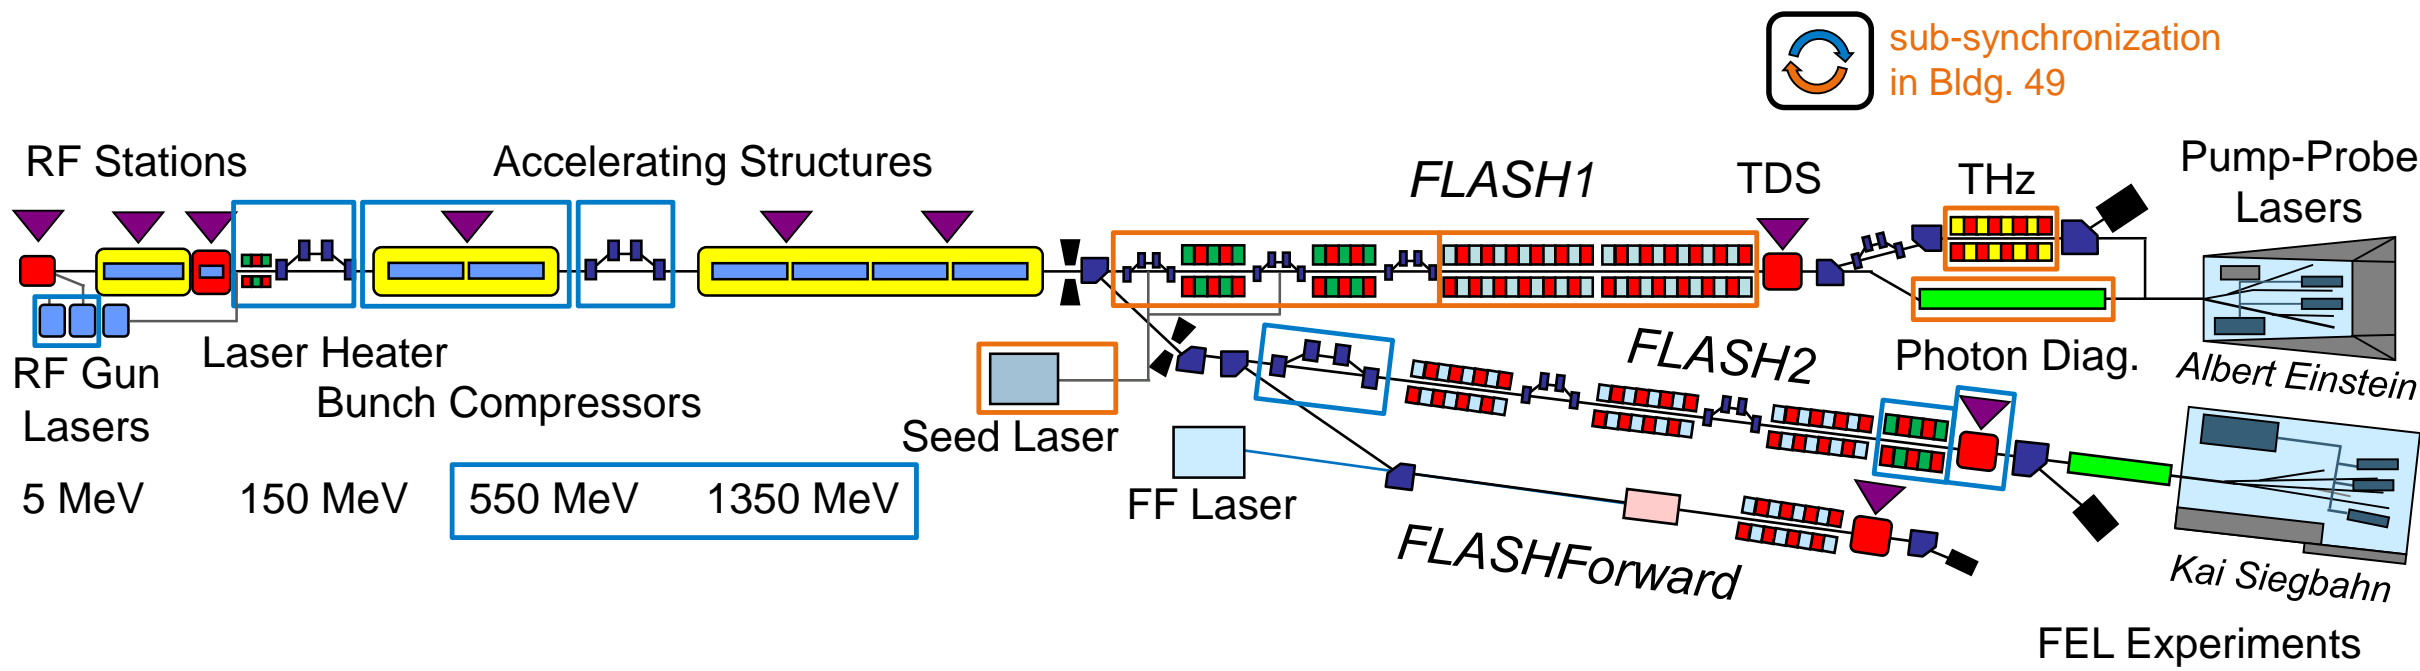 sub-synchronization
in Bldg. 49
RF Stations
Accelerating Structures
FLASH1
TDS
THz
Pump-Probe
Lasers
RF Gun
Lasers
Laser Heater
Bunch Compressors
Seed Laser
FLASH2
Photon Diag.
Albert Einstein
5 MeV
150 MeV
550 MeV
1350 MeV
FF Laser
FLASHForward
Kai Siegbahn
FEL Experiments